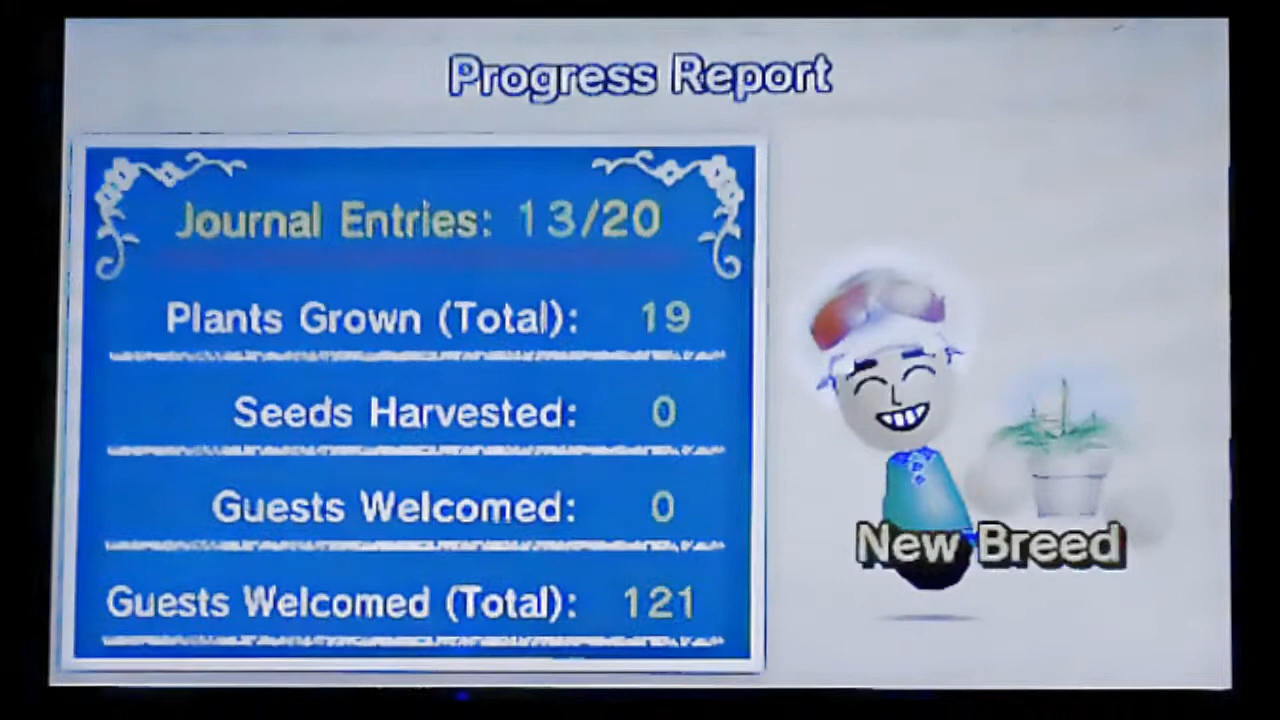 Progress Report
Journal Entries: 13/20
Plants Grown (Total): 19
Seeds Harvested: 0
Guests Welcomed: 0
Guests Welcomed (Total): 121
New Breed